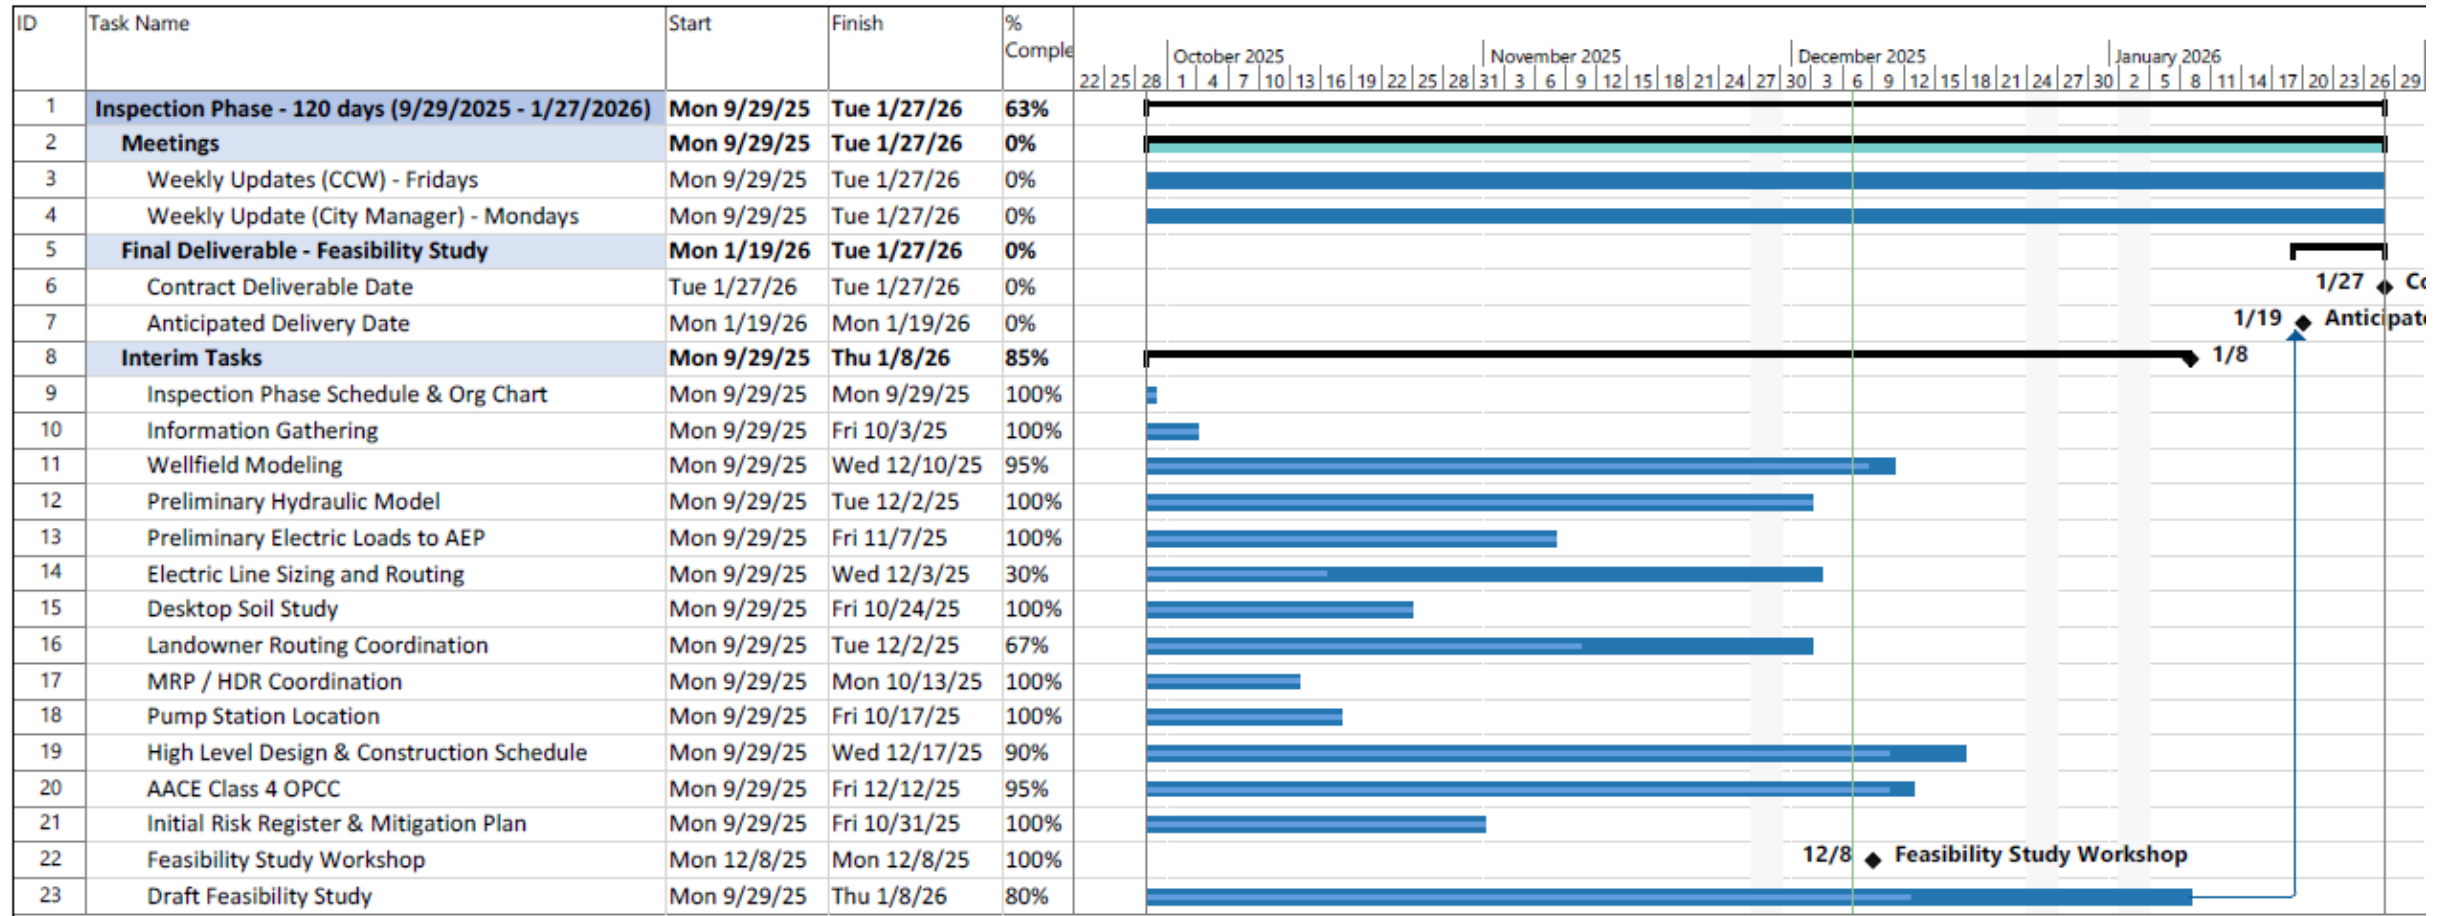 ID Task Name Start Finish %
Comple
October 2025 November 2025 December 2025 January 2026
22 25 28 1 4 7 10 13 16 19 22 25 28 31 3 6 9 12 15 18 21 24 27 30 3 6 9 12 15 18 21 24 27 30 2 5 8 11 14 17 20 23 26 29
1 Inspection Phase - 120 days (9/29/2025 - 1/27/2026) Mon 9/29/25 Tue 1/27/26 63%
2 Meetings Mon 9/29/25 Tue 1/27/26 0%
3 Weekly Updates (CCW) - Fridays Mon 9/29/25 Tue 1/27/26 0%
4 Weekly Update (City Manager) - Mondays Mon 9/29/25 Tue 1/27/26 0%
5 Final Deliverable - Feasibility Study Mon 1/19/26 Tue 1/27/26 0%
6 Contract Deliverable Date Tue 1/27/26 Tue 1/27/26 0% 1/27 Co
7 Anticipated Delivery Date Mon 1/19/26 Mon 1/19/26 0% 1/19 Anticipate
8 Interim Tasks Mon 9/29/25 Thu 1/8/26 85% 1/8
9 Inspection Phase Schedule & Org Chart Mon 9/29/25 Mon 9/29/25 100%
10 Information Gathering Mon 9/29/25 Fri 10/3/25 100%
11 Wellfield Modeling Mon 9/29/25 Wed 12/10/25 95%
12 Preliminary Hydraulic Model Mon 9/29/25 Tue 12/2/25 100%
13 Preliminary Electric Loads to AEP Mon 9/29/25 Fri 11/7/25 100%
14 Electric Line Sizing and Routing Mon 9/29/25 Wed 12/3/25 30%
15 Desktop Soil Study Mon 9/29/25 Fri 10/24/25 100%
16 Landowner Routing Coordination Mon 9/29/25 Tue 12/2/25 67%
17 MRP / HDR Coordination Mon 9/29/25 Mon 10/13/25 100%
18 Pump Station Location Mon 9/29/25 Fri 10/17/25 100%
19 High Level Design & Construction Schedule Mon 9/29/25 Wed 12/17/25 90%
20 AACE Class 4 OPCC Mon 9/29/25 Fri 12/12/25 95%
21 Initial Risk Register & Mitigation Plan Mon 9/29/25 Fri 10/31/25 100%
22 Feasibility Study Workshop Mon 12/8/25 Mon 12/8/25 100% 12/8 Feasibility Study Workshop
23 Draft Feasibility Study Mon 9/29/25 Thu 1/8/26 80%